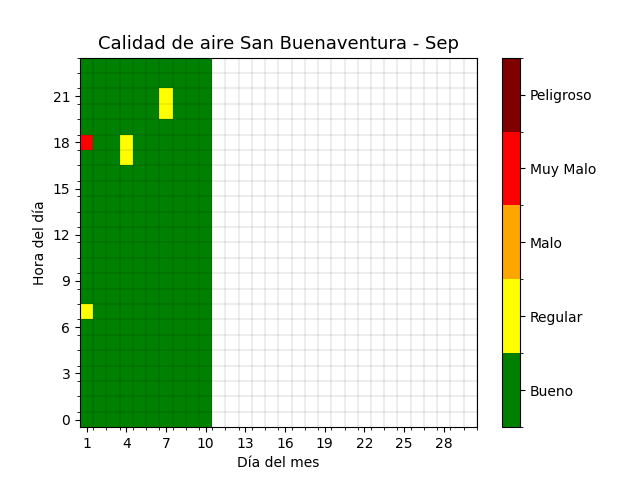 Calidad de aire San Buenaventura - Sep
Hora del día
21
18
15
12
9
6
3
0
1 4 7 10 13 16 19 22 25 28
Día del mes
Peligroso
Muy Malo
Malo
Regular
Bueno